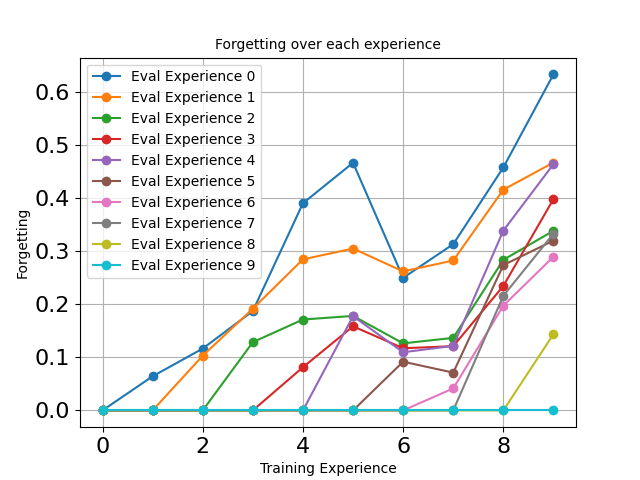 Forgetting over each experience
Eval Experience 0
Eval Experience 1
Eval Experience 2
Eval Experience 3
Eval Experience 4
Eval Experience 5
Eval Experience 6
Eval Experience 7
Eval Experience 8
Eval Experience 9
Forgetting
0.6
0.5
0.4
0.3
0.2
0.1
0.0
0 2 4 6 8
Training Experience